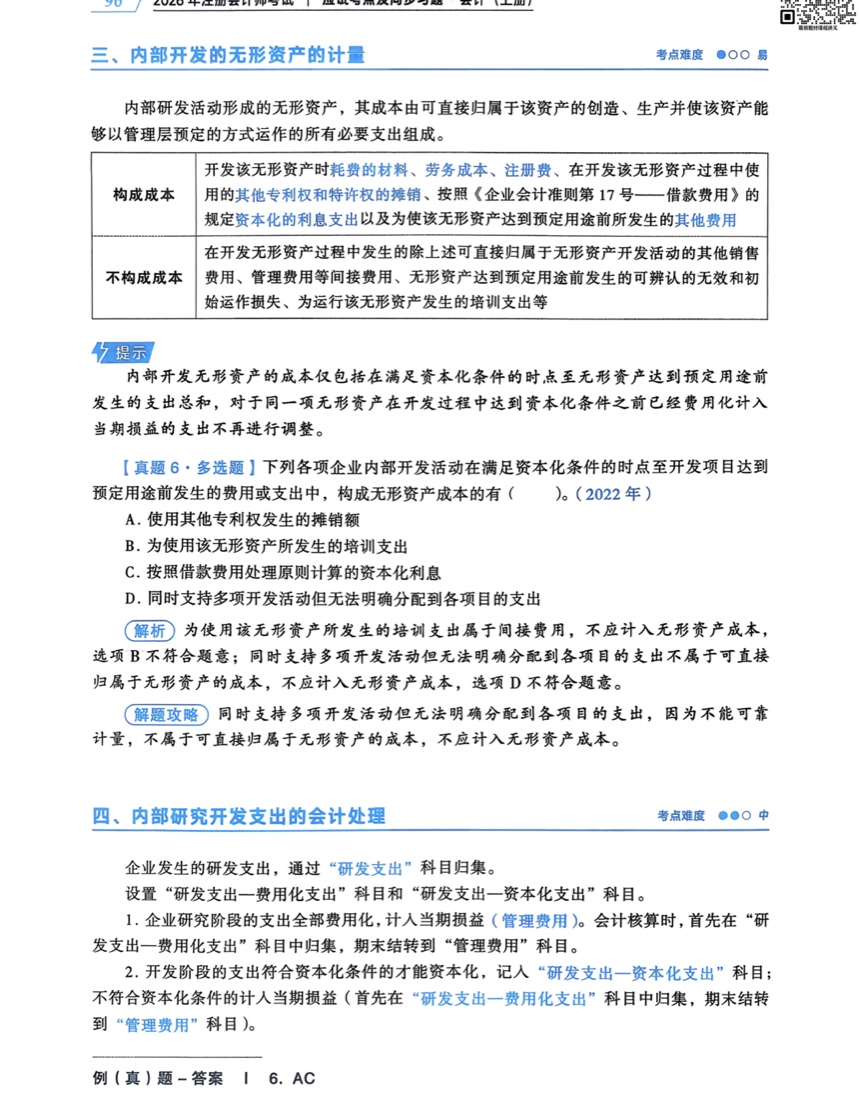 96 2026 年注册会计师考试 | 应试考点及同步习题·会计（上册）
三、内部开发的无形资产的计量 考点难度 ●○○ 易
内部研发活动形成的无形资产，其成本由可直接归属于该资产的创造、生产并使该资产能
够以管理层预定的方式运作的所有必要支出组成。
构成成本
开发该无形资产时耗费的材料、劳务成本、注册费、在开发该无形资产过程中使
用的其他专利权和特许权的摊销、按照《企业会计准则第 17 号——借款费用》的
规定资本化的利息支出以及为使该无形资产达到预定用途前所发生的其他费用
不构成成本
在开发无形资产过程中发生的除上述可直接归属于无形资产开发活动的其他销售
费用、管理费用等间接费用、无形资产达到预定用途前发生的可辨认的无效和初
始运作损失、为运行该无形资产发生的培训支出等
提示
内部开发无形资产的成本仅包括在满足资本化条件的时点至无形资产达到预定用途前
发生的支出总和，对于同一项无形资产在开发过程中达到资本化条件之前已经费用化计入
当期损益的支出不再进行调整。
【真题 6·多选题】下列各项企业内部开发活动在满足资本化条件的时点至开发项目达到
预定用途前发生的费用或支出中，构成无形资产成本的有（ ）。（2022 年）
A. 使用其他专利权发生的摊销额
B. 为使用该无形资产所发生的培训支出
C. 按照借款费用处理原则计算的资本化利息
D. 同时支持多项开发活动但无法明确分配到各项目的支出
解析 为使用该无形资产所发生的培训支出属于间接费用，不应计入无形资产成本，
选项 B 不符合题意；同时支持多项开发活动但无法明确分配到各项目的支出不属于可直接
归属于无形资产的成本，不应计入无形资产成本，选项 D 不符合题意。
解题攻略 同时支持多项开发活动但无法明确分配到各项目的支出，因为不能可靠
计量，不属于可直接归属于无形资产的成本，不应计入无形资产成本。
四、内部研究开发支出的会计处理 考点难度 ●●○ 中
企业发生的研发支出，通过“研发支出”科目归集。
设置“研发支出—费用化支出”科目和“研发支出—资本化支出”科目。
1. 企业研究阶段的支出全部费用化，计入当期损益（管理费用）。会计核算时，首先在“研
发支出—费用化支出”科目中归集，期末结转到“管理费用”科目。
2. 开发阶段的支出符合资本化条件的才能资本化，记入“研发支出—资本化支出”科目；
不符合资本化条件的计入当期损益（首先在“研发支出—费用化支出”科目中归集，期末结转
到“管理费用”科目）。
例（真）题－答案 | 6. AC